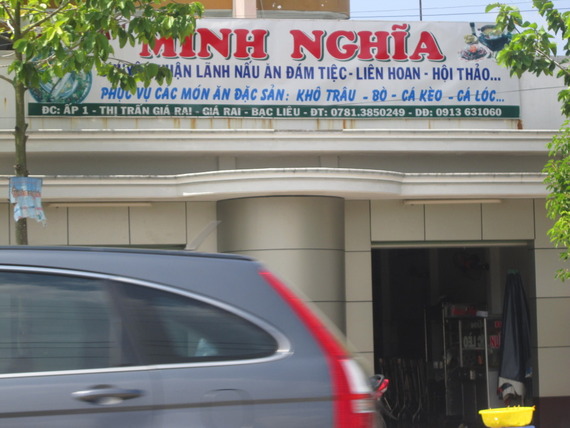 MINH NGHĨA
NHẬN LÃNH NẤU ĂN ĐÁM TIỆC - LIÊN HOAN - HỘI THẢO...
PHỤC VỤ CÁC MÓN ĂN ĐẶC SẢN: KHÔ TRÂU - BÒ - CÁ KÈO - CÁ LÓC...
ĐC: ẤP 1 - THỊ TRẤN GIÁ RAI - GIÁ RAI - BẠC LIÊU - ĐT: 0781.3850249 - DĐ: 0913 631060